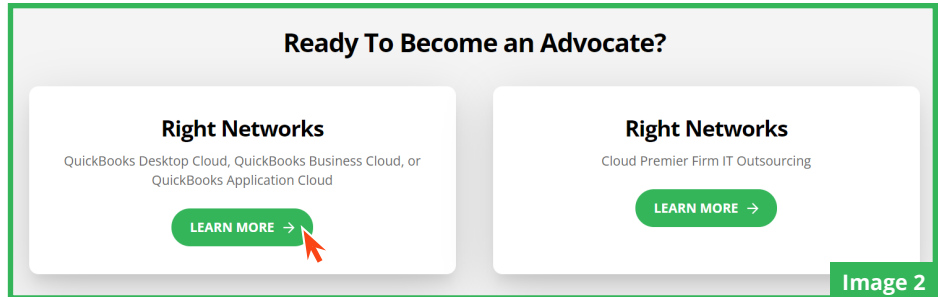 Ready To Become an Advocate?
Right Networks
QuickBooks Desktop Cloud, QuickBooks Business Cloud, or
QuickBooks Application Cloud
LEARN MORE →
Right Networks
Cloud Premier Firm IT Outsourcing
LEARN MORE →
Image 2